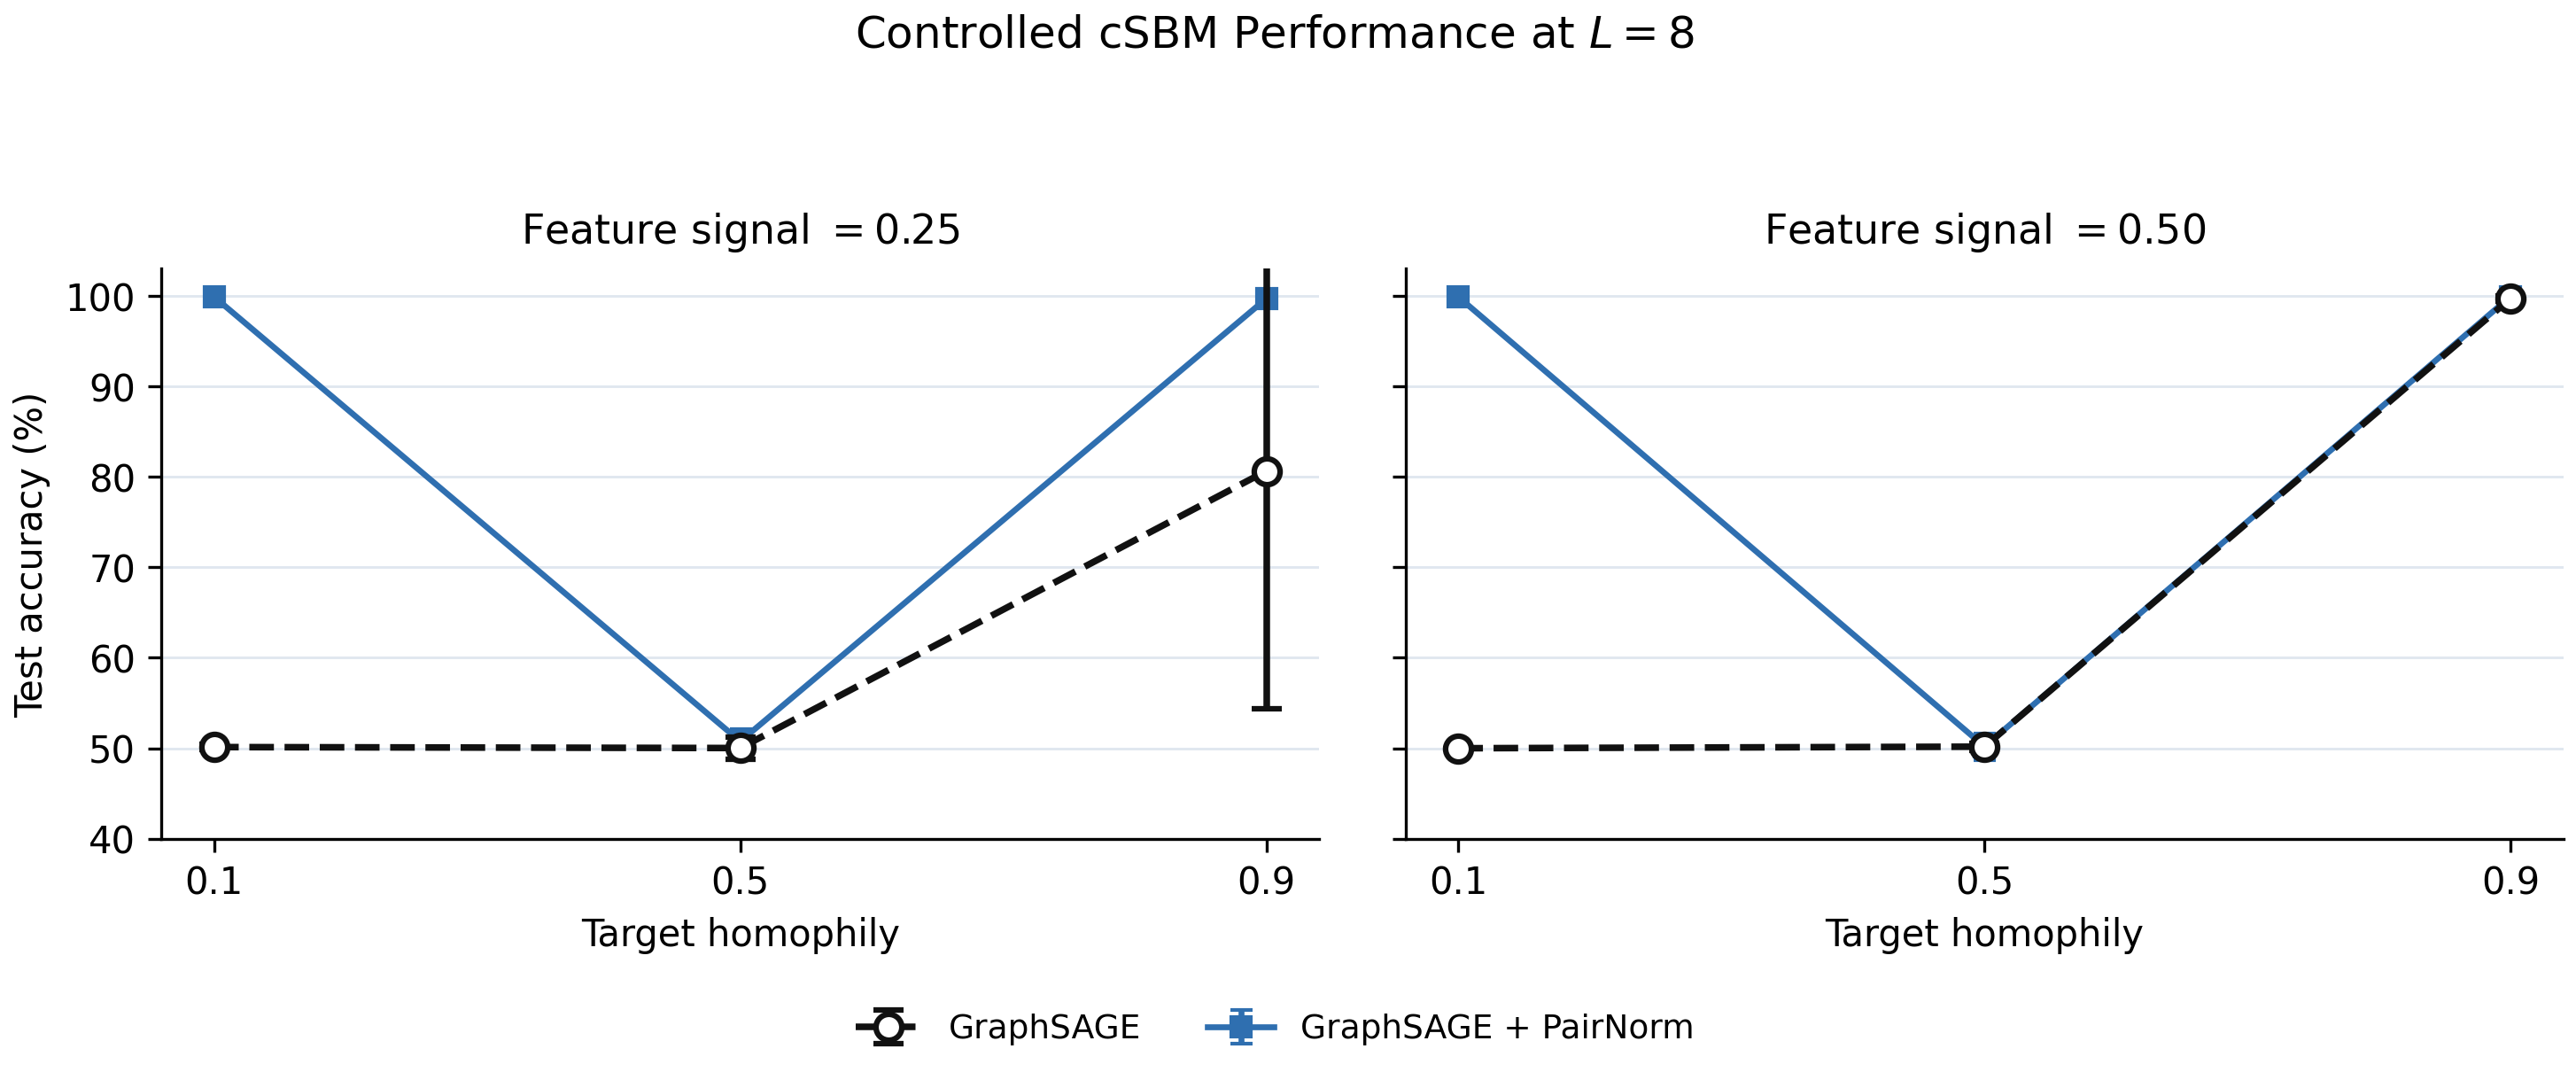 Controlled cSBM Performance at L = 8
Feature signal = 0.25
Feature signal = 0.50
Test accuracy (%)
100
90
80
70
60
50
40
0.1
0.5
0.9
0.1
0.5
0.9
Target homophily
Target homophily
GraphSAGE
GraphSAGE + PairNorm